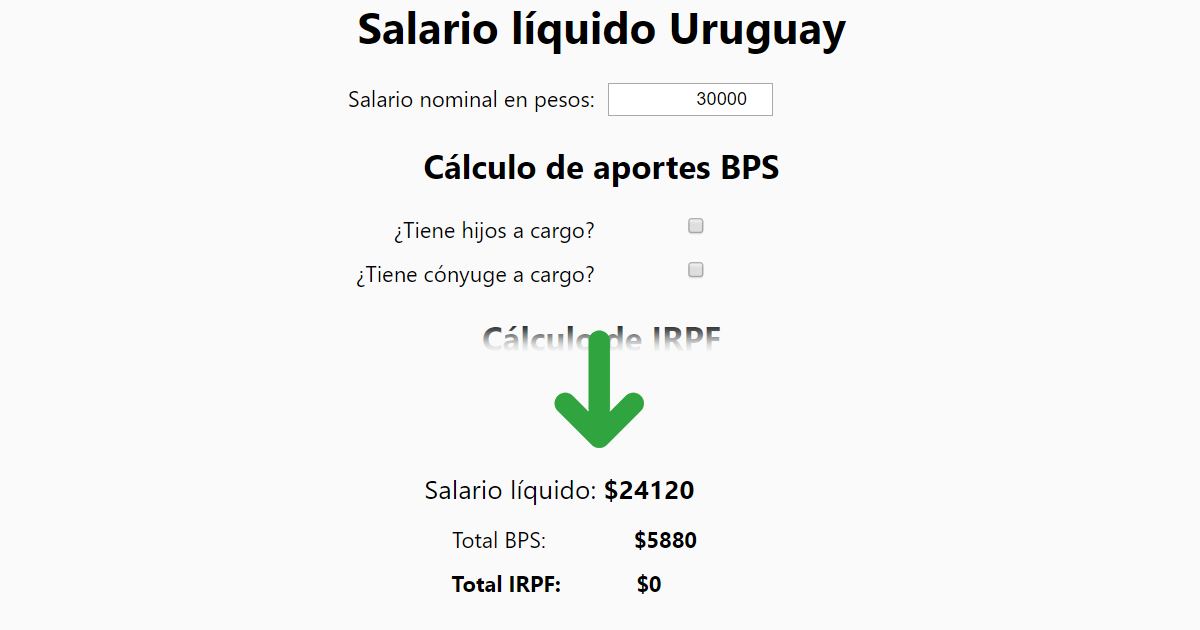 Salario líquido Uruguay
Salario nominal en pesos: 30000
Cálculo de aportes BPS
¿Tiene hijos a cargo?
¿Tiene cónyuge a cargo?
Cálculo de IRPF
Salario líquido: $24120
Total BPS: $5880
Total IRPF: $0